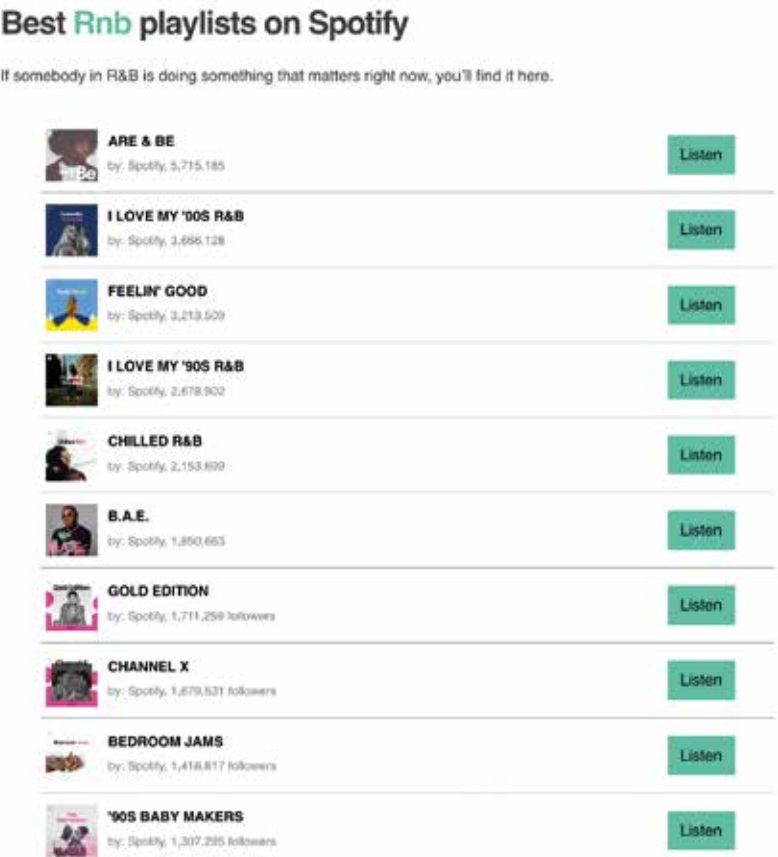 Best Rnb playlists on Spotify
If somebody in R&B is doing something that matters right now, you'll find it here.
ARE & BE
by: Spotify, 5,715,185
Listen
I LOVE MY '00S R&B
by: Spotify, 3,666,128
Listen
FEELIN' GOOD
by: Spotify, 3,213,509
Listen
I LOVE MY '90S R&B
by: Spotify, 2,678,902
Listen
CHILLED R&B
by: Spotify, 2,153,699
Listen
B.A.E.
by: Spotify, 1,850,663
Listen
GOLD EDITION
by: Spotify, 1,711,259 followers
Listen
CHANNEL X
by: Spotify, 1,679,531 followers
Listen
BEDROOM JAMS
by: Spotify, 1,416,817 followers
Listen
'90S BABY MAKERS
by: Spotify, 1,307,295 followers
Listen